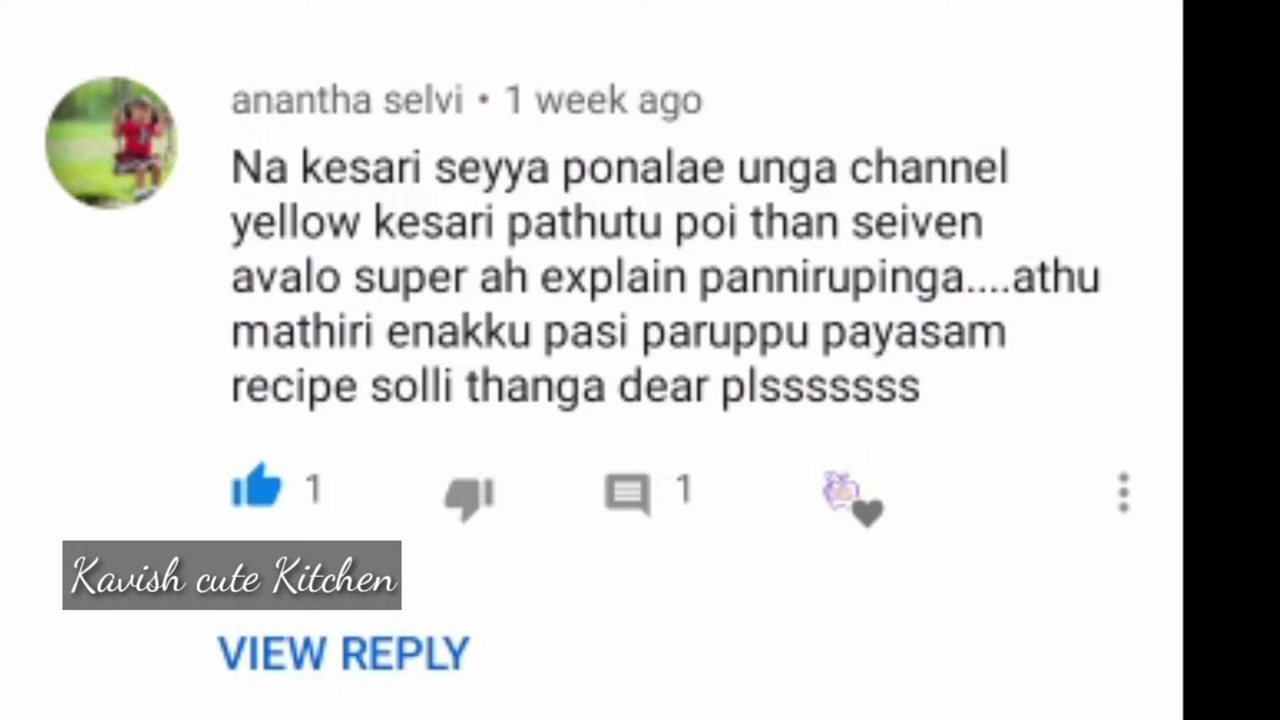 anantha selvi • 1 week ago
Na kesari seyya ponalae unga channel
yellow kesari pathutu poi than seiven
avalo super ah explain pannirupinga....athu
mathiri enakku pasi paruppu payasam
recipe solli thanga dear plsssssss
1
1
Kavish cute Kitchen
VIEW REPLY